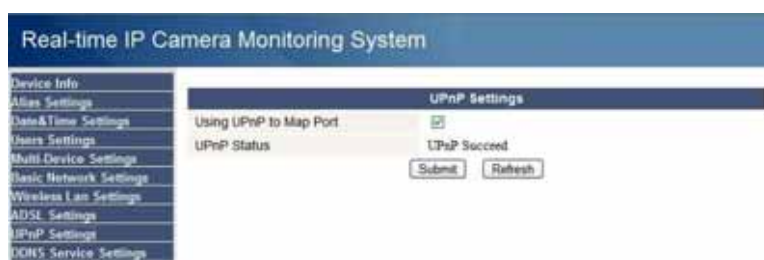 Real-time IP Camera Monitoring System
Device Info
Alias Settings
Date&Time Settings
Users Settings
Multi-Device Settings
Basic Network Settings
Wireless Lan Settings
ADSL Settings
UPnP Settings
DDNS Service Settings
UPnP Settings
Using UPnP to Map Port
UPnP Status
UPnP Succeed
Submit
Refresh